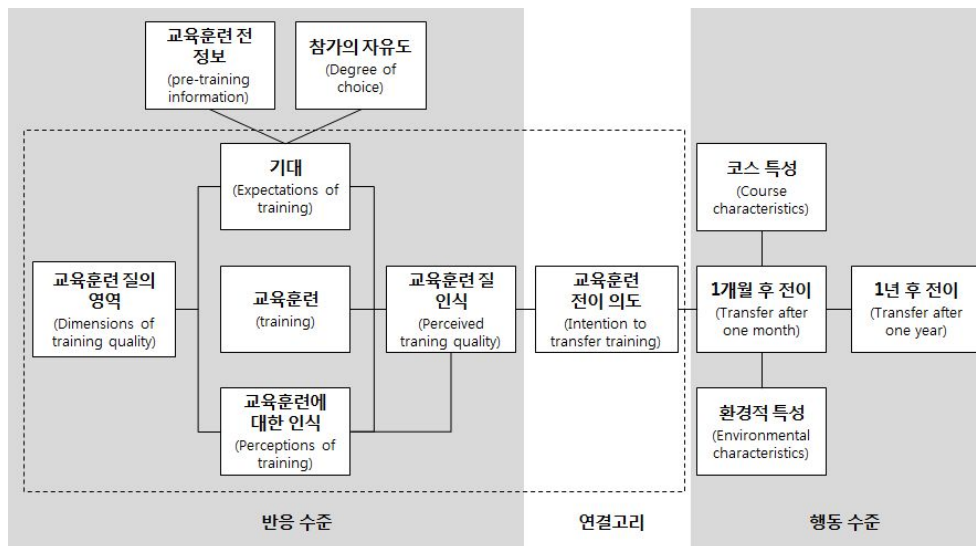 교육훈련 전
정보
(pre-training
information)
참가의 자유도
(Degree of
choice)
기대
(Expectations of
training)
코스 특성
(Course
characteristics)
교육훈련 질의
영역
(Dimensions of
training quality)
교육훈련
(training)
교육훈련 질
인식
(Perceived
traning quality)
교육훈련
전이 의도
(Intention to
transfer training)
1개월 후 전이
(Transfer after
one month)
1년 후 전이
(Transfer after
one year)
교육훈련에
대한 인식
(Perceptions of
training)
환경적 특성
(Environmental
characteristics)
반응 수준
연결고리
행동 수준